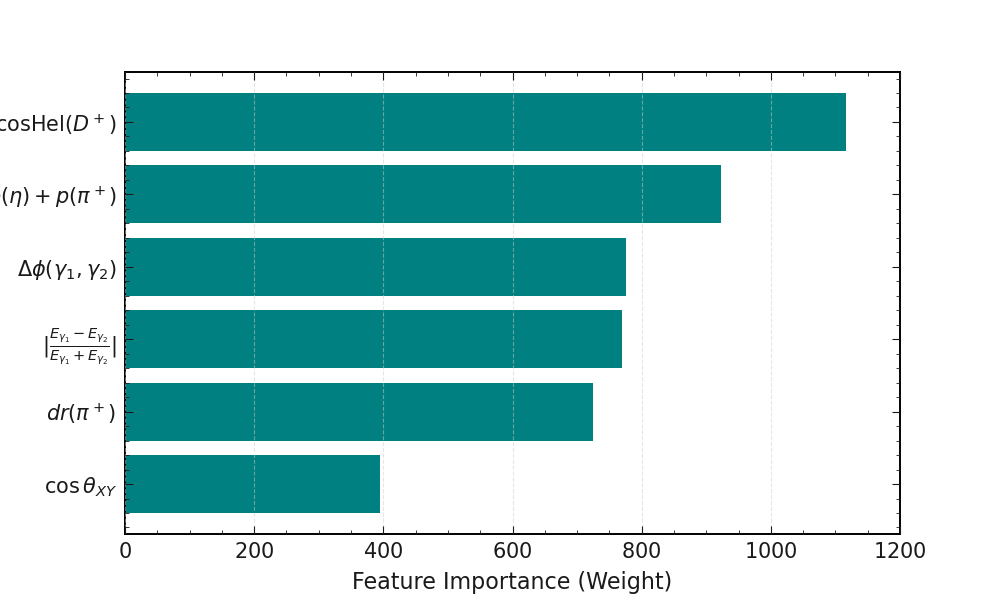 cosHel(D⁺)
(η) + p(π⁺)
Δϕ(γ₁, γ₂)
|(E_γ₁ − E_γ₂)/(E_γ₁ + E_γ₂)|
dr(π⁺)
cos θ_XY
0 200 400 600 800 1000 1200
Feature Importance (Weight)